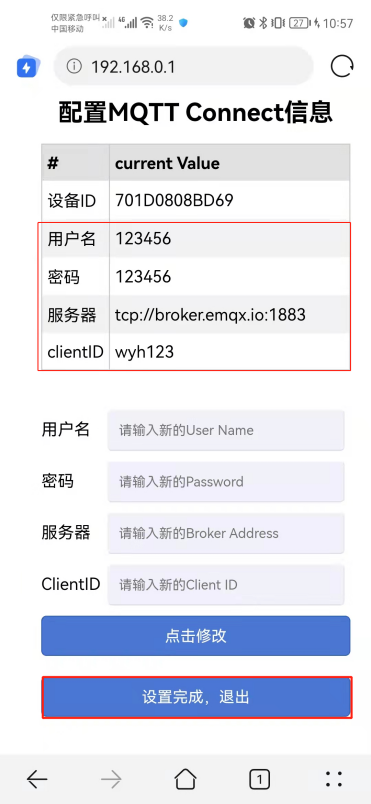 仅限紧急呼叫
中国移动
4G
38.2
K/s
27
10:57
192.168.0.1
配置MQTT Connect信息
# current Value
设备ID 701D0808BD69
用户名 123456
密码 123456
服务器 tcp://broker.emqx.io:1883
clientID wyh123
用户名 请输入新的User Name
密码 请输入新的Password
服务器 请输入新的Broker Address
ClientID 请输入新的Client ID
点击修改
设置完成，退出
1